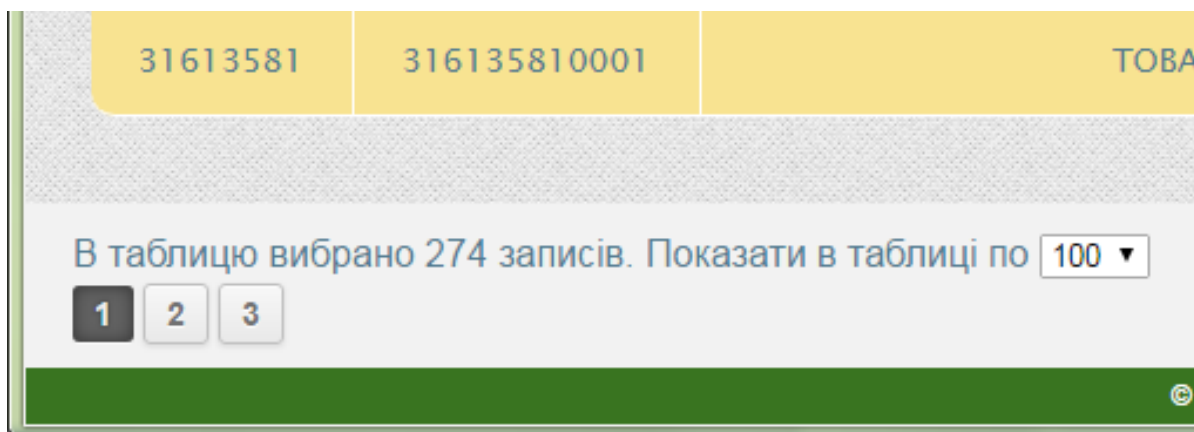 31613581 316135810001 ТОВА
В таблицю вибрано 274 записів. Показати в таблиці по 100
1 2 3
©